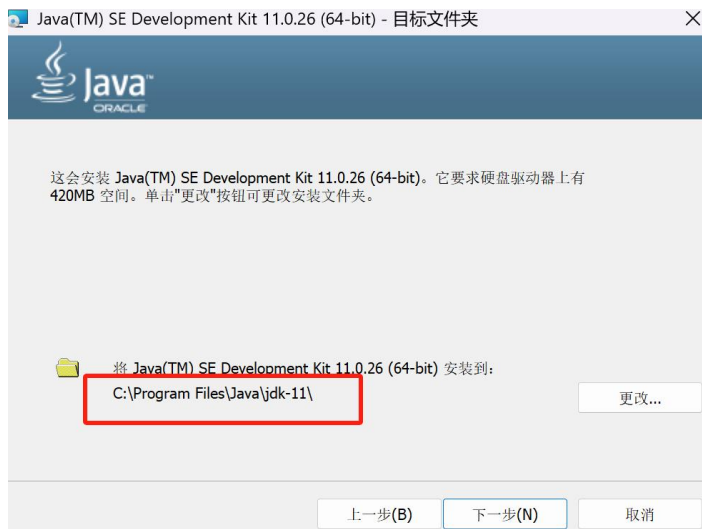 Java(TM) SE Development Kit 11.0.26 (64-bit) - 目标文件夹
Java™
ORACLE
这会安装 Java(TM) SE Development Kit 11.0.26 (64-bit)。它要求硬盘驱动器上有
420MB 空间。单击"更改"按钮可更改安装文件夹。
将 Java(TM) SE Development Kit 11.0.26 (64-bit) 安装到:
C:\Program Files\Java\jdk-11\
更改...
上一步(B)
下一步(N)
取消